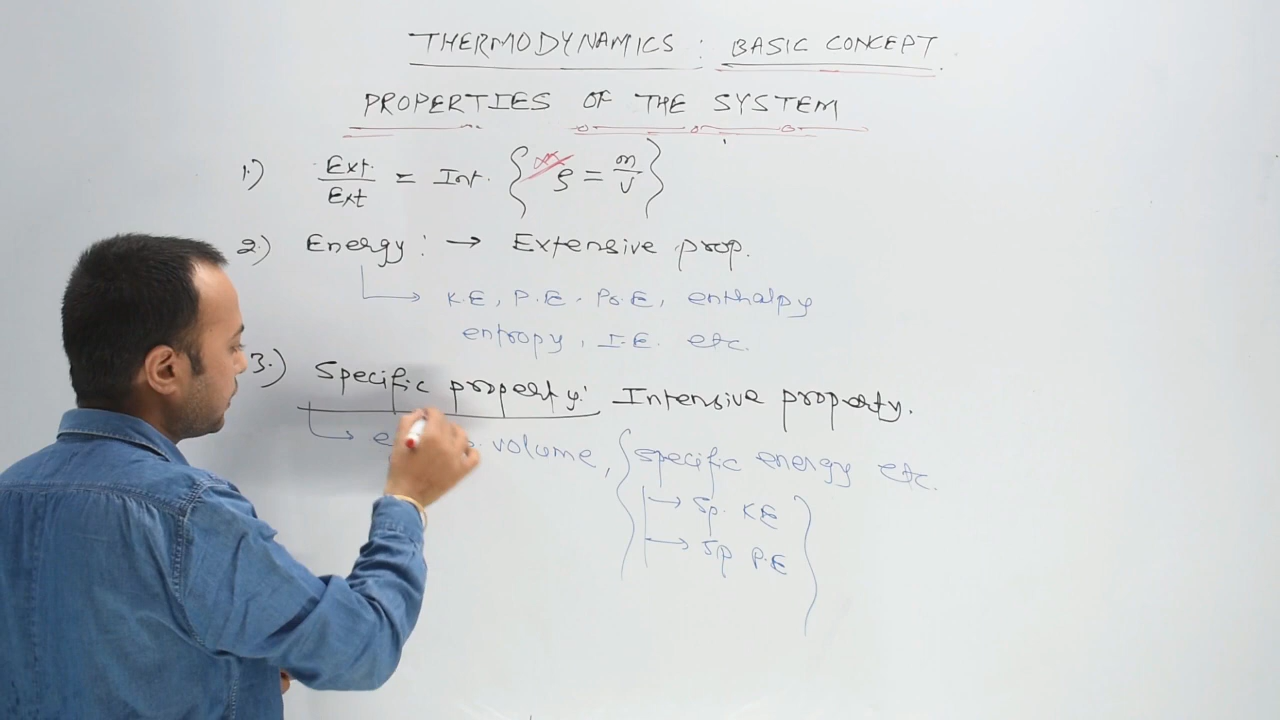 THERMODYNAMICS : BASIC CONCEPT.
PROPERTIES OF THE SYSTEM
1.) Ext. / Ext = Int. { ρ = m / v }
2.) Energy : → Extensive prop.
K.E, P.E. Pr.E, enthalpy
entropy, I.E. etc.
3.) Specific property: Intensive property.
volume, { specific energy etc.
→ Sp. KE
→ Sp P.E }